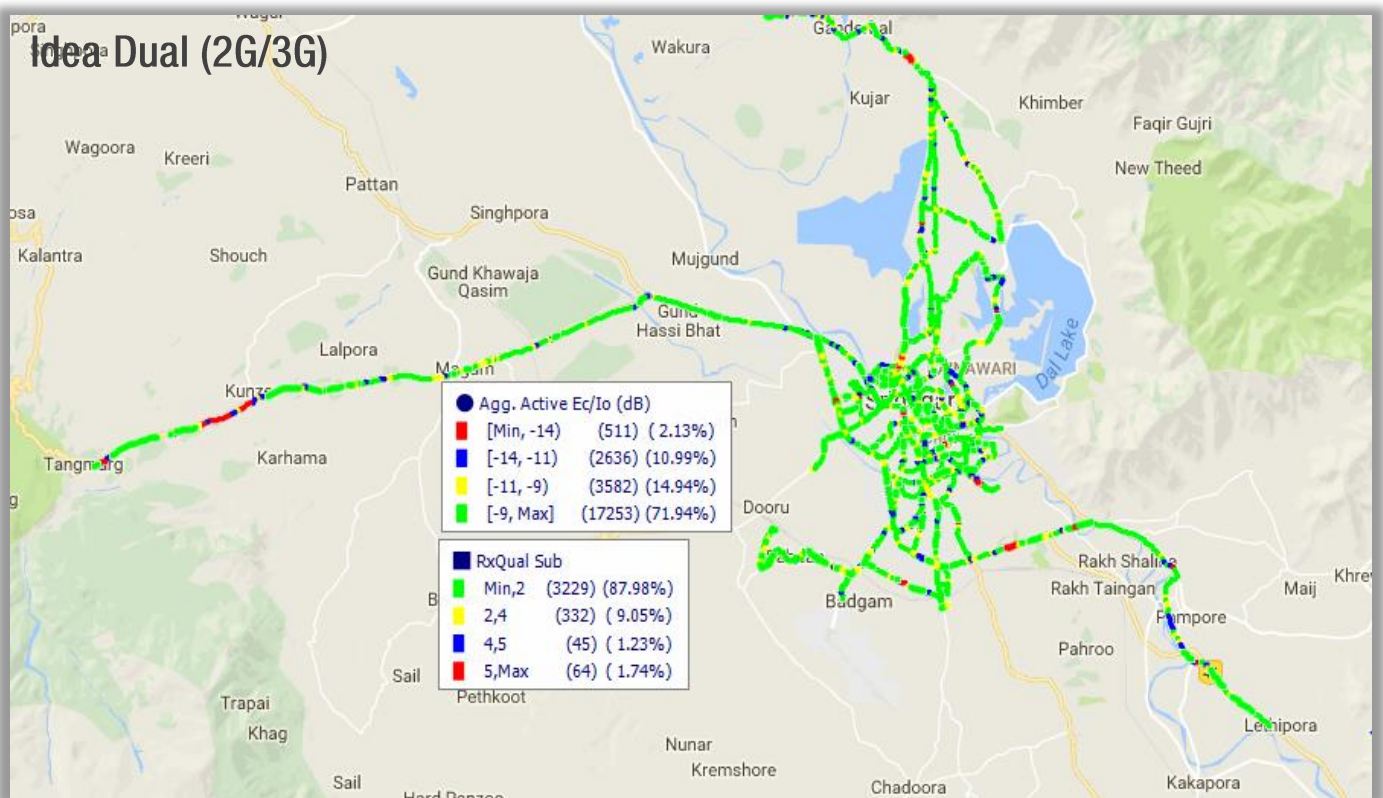 Idea Dual (2G/3G)
Wakura
Kujar
Khimber
Faqir Gujri
Wagoora
Kreeri
New Theed
Pattan
Singhpora
Kalantra
Shouch
Mujgund
Gund Khawaja
Qasim
Gund
Hassi Bhat
Lalpora
Dal Lake
Magam
Agg. Active Ec/Io (dB)
[Min, -14) (511) ( 2.13%)
[-14, -11) (2636) (10.99%)
[-11, -9) (3582) (14.94%)
[-9, Max] (17253) (71.94%)
Srinagar
Tangmarg
Karhama
Dooru
RxQual Sub
Min,2 (3229) (87.98%)
2,4 (332) ( 9.05%)
4,5 (45) ( 1.23%)
5,Max (64) ( 1.74%)
Rakh Shalina
Rakh Taingan
Maij
Khre
Badgam
Pampore
Pahroo
Sail
Pethkoot
Trapai
Khag
Lethipora
Nunar
Kremshore
Sail
Chadoora
Kakapora